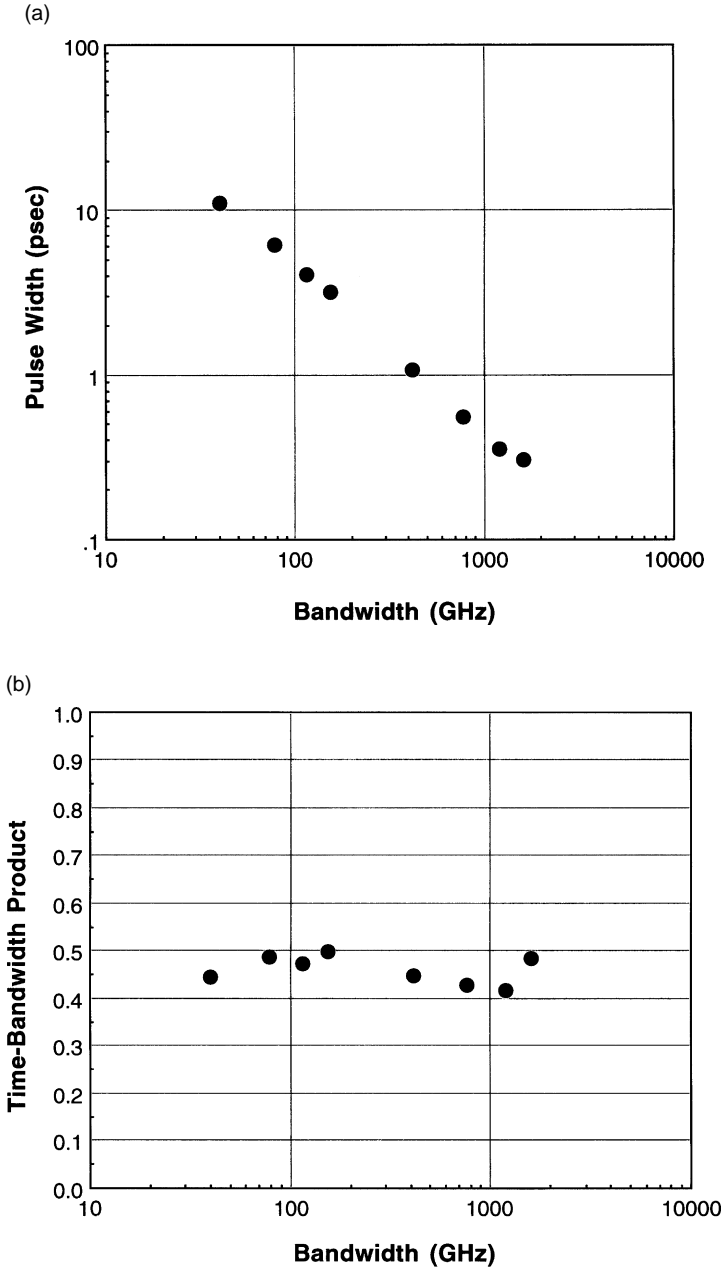 (a)
100
10
1
.1
10 100 1000 10000
Pulse Width (psec)
Bandwidth (GHz)
(b)
1.0
0.9
0.8
0.7
0.6
0.5
0.4
0.3
0.2
0.1
0.0
10 100 1000 10000
Time-Bandwidth Product
Bandwidth (GHz)